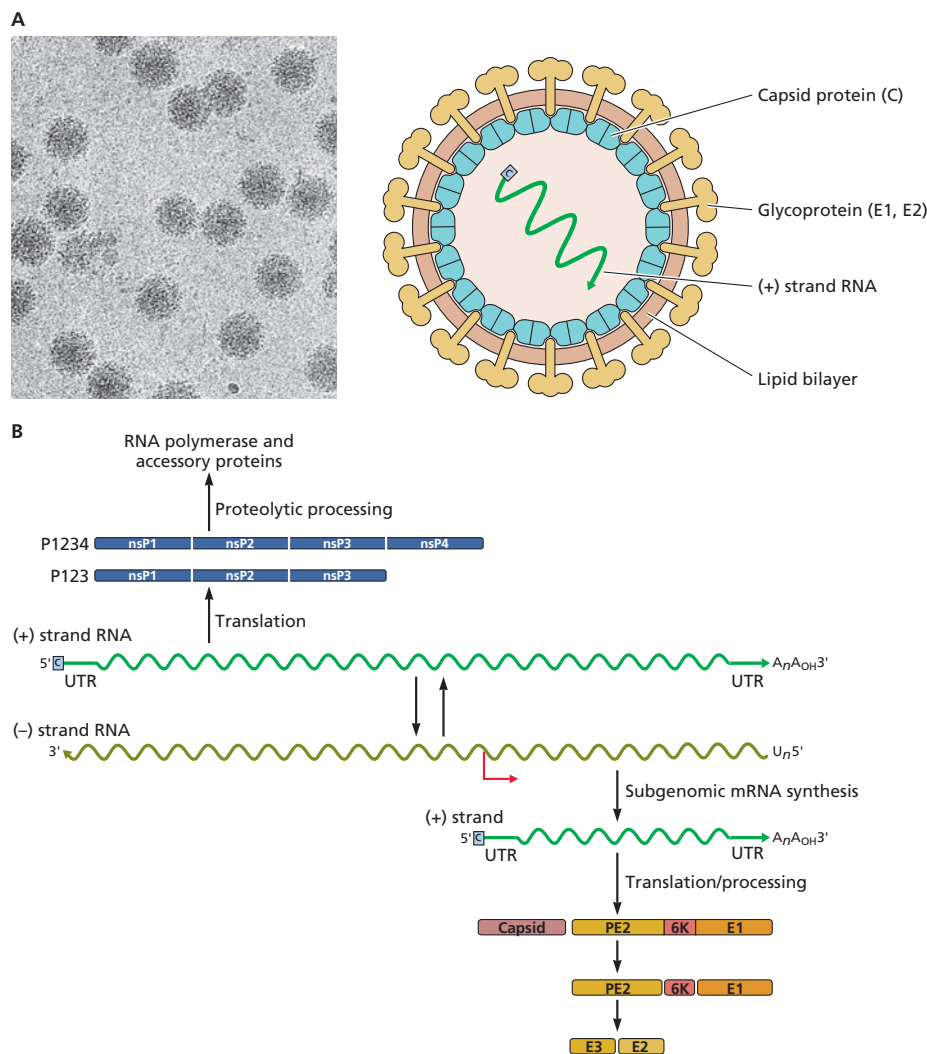 A
Capsid protein (C)
Glycoprotein (E1, E2)
(+) strand RNA
Lipid bilayer
C
B
RNA polymerase and
accessory proteins
Proteolytic processing
P1234 nsP1 nsP2 nsP3 nsP4
P123 nsP1 nsP2 nsP3
Translation
(+) strand RNA
5' C AnAOH3'
UTR UTR
(–) strand RNA
3' Un5'
Subgenomic mRNA synthesis
(+) strand
5' C AnAOH3'
UTR UTR
Translation/processing
Capsid PE2 6K E1
PE2 6K E1
E3 E2